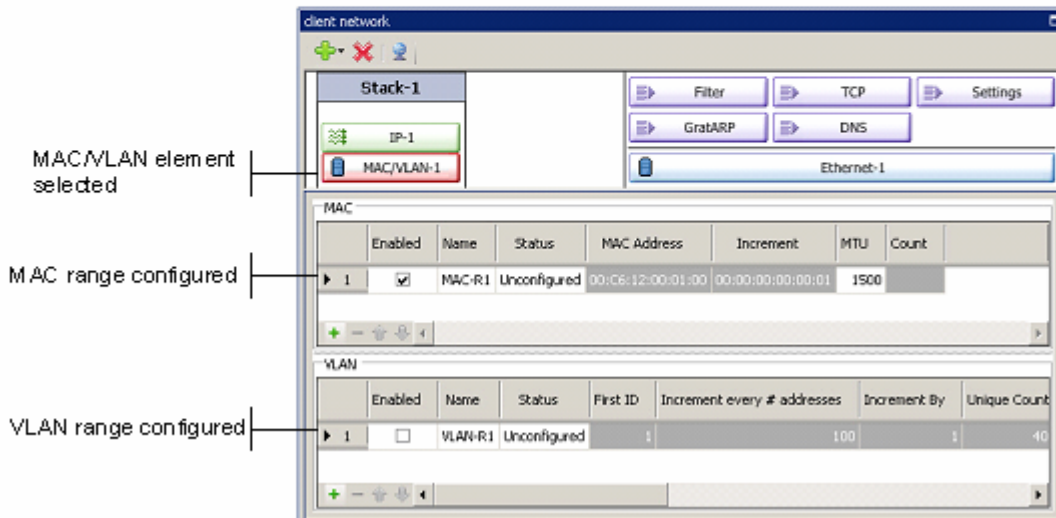 client network
Stack-1
IP-1
MAC/VLAN-1
Filter
TCP
Settings
GratARP
DNS
Ethernet-1
MAC/VLAN element
selected
MAC
Enabled Name Status MAC Address Increment MTU Count
1 MAC-R1 Unconfigured 00:C6:12:00:01:00 00:00:00:00:00:01 1500
MAC range configured
VLAN
Enabled Name Status First ID Increment every # addresses Increment By Unique Count
1 VLAN-R1 Unconfigured 1 100 1 40
VLAN range configured